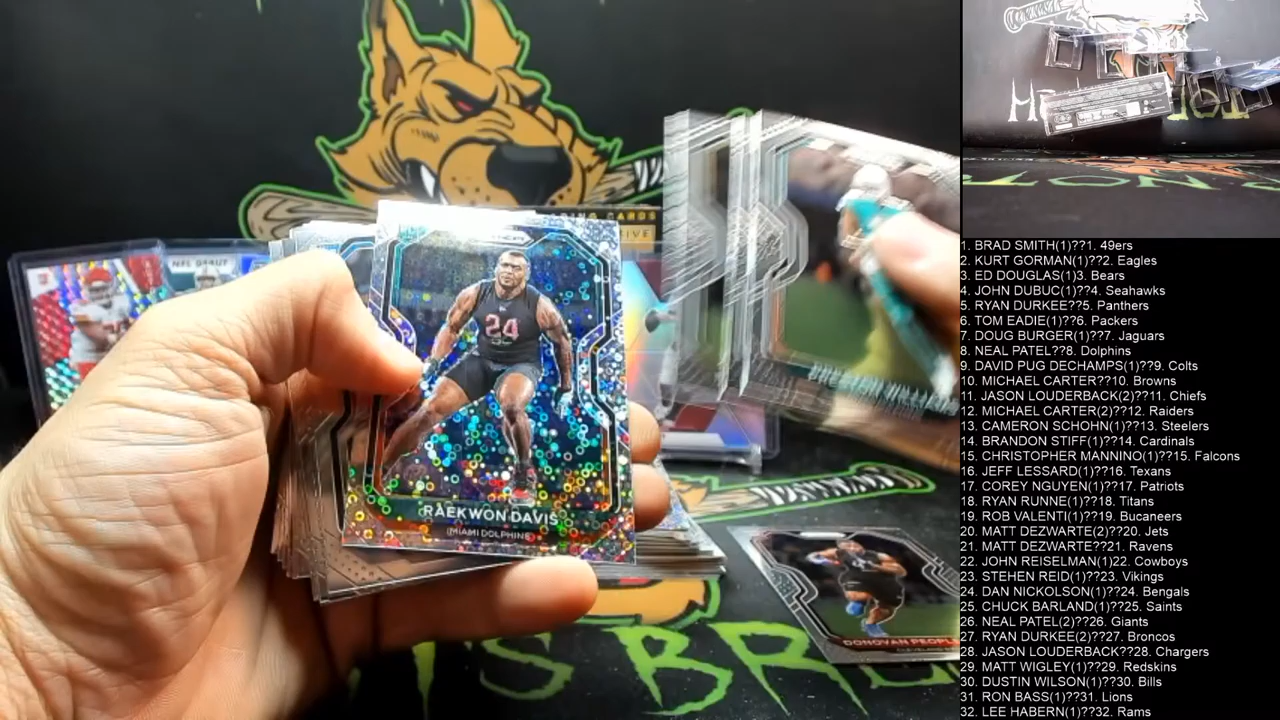 NFL DEBUT
DING CARDS
SIVE
24
RAEKWON DAVIS
MIAMI DOLPHINS
DONOVAN PEOPLE
CLEVELAND B
'S BR
1. BRAD SMITH(1)??1. 49ers
2. KURT GORMAN(1)??2. Eagles
3. ED DOUGLAS(1)3. Bears
4. JOHN DUBUC(1)??4. Seahawks
5. RYAN DURKEE??5. Panthers
6. TOM EADIE(1)??6. Packers
7. DOUG BURGER(1)??7. Jaguars
8. NEAL PATEL??8. Dolphins
9. DAVID PUG DECHAMPS(1)??9. Colts
10. MICHAEL CARTER??10. Browns
11. JASON LOUDERBACK(2)??11. Chiefs
12. MICHAEL CARTER(2)??12. Raiders
13. CAMERON SCHOHN(1)??13. Steelers
14. BRANDON STIFF(1)??14. Cardinals
15. CHRISTOPHER MANNINO(1)??15. Falcons
16. JEFF LESSARD(1)??16. Texans
17. COREY NGUYEN(1)??17. Patriots
18. RYAN RUNNE(1)??18. Titans
19. ROB VALENTI(1)??19. Bucaneers
20. MATT DEZWARTE(2)??20. Jets
21. MATT DEZWARTE??21. Ravens
22. JOHN REISELMAN(1)22. Cowboys
23. STEHEN REID(1)??23. Vikings
24. DAN NICKOLSON(1)??24. Bengals
25. CHUCK BARLAND(1)??25. Saints
26. NEAL PATEL(2)??26. Giants
27. RYAN DURKEE(2)??27. Broncos
28. JASON LOUDERBACK??28. Chargers
29. MATT WIGLEY(1)??29. Redskins
30. DUSTIN WILSON(1)??30. Bills
31. RON BASS(1)??31. Lions
32. LEE HABERN(1)??32. Rams